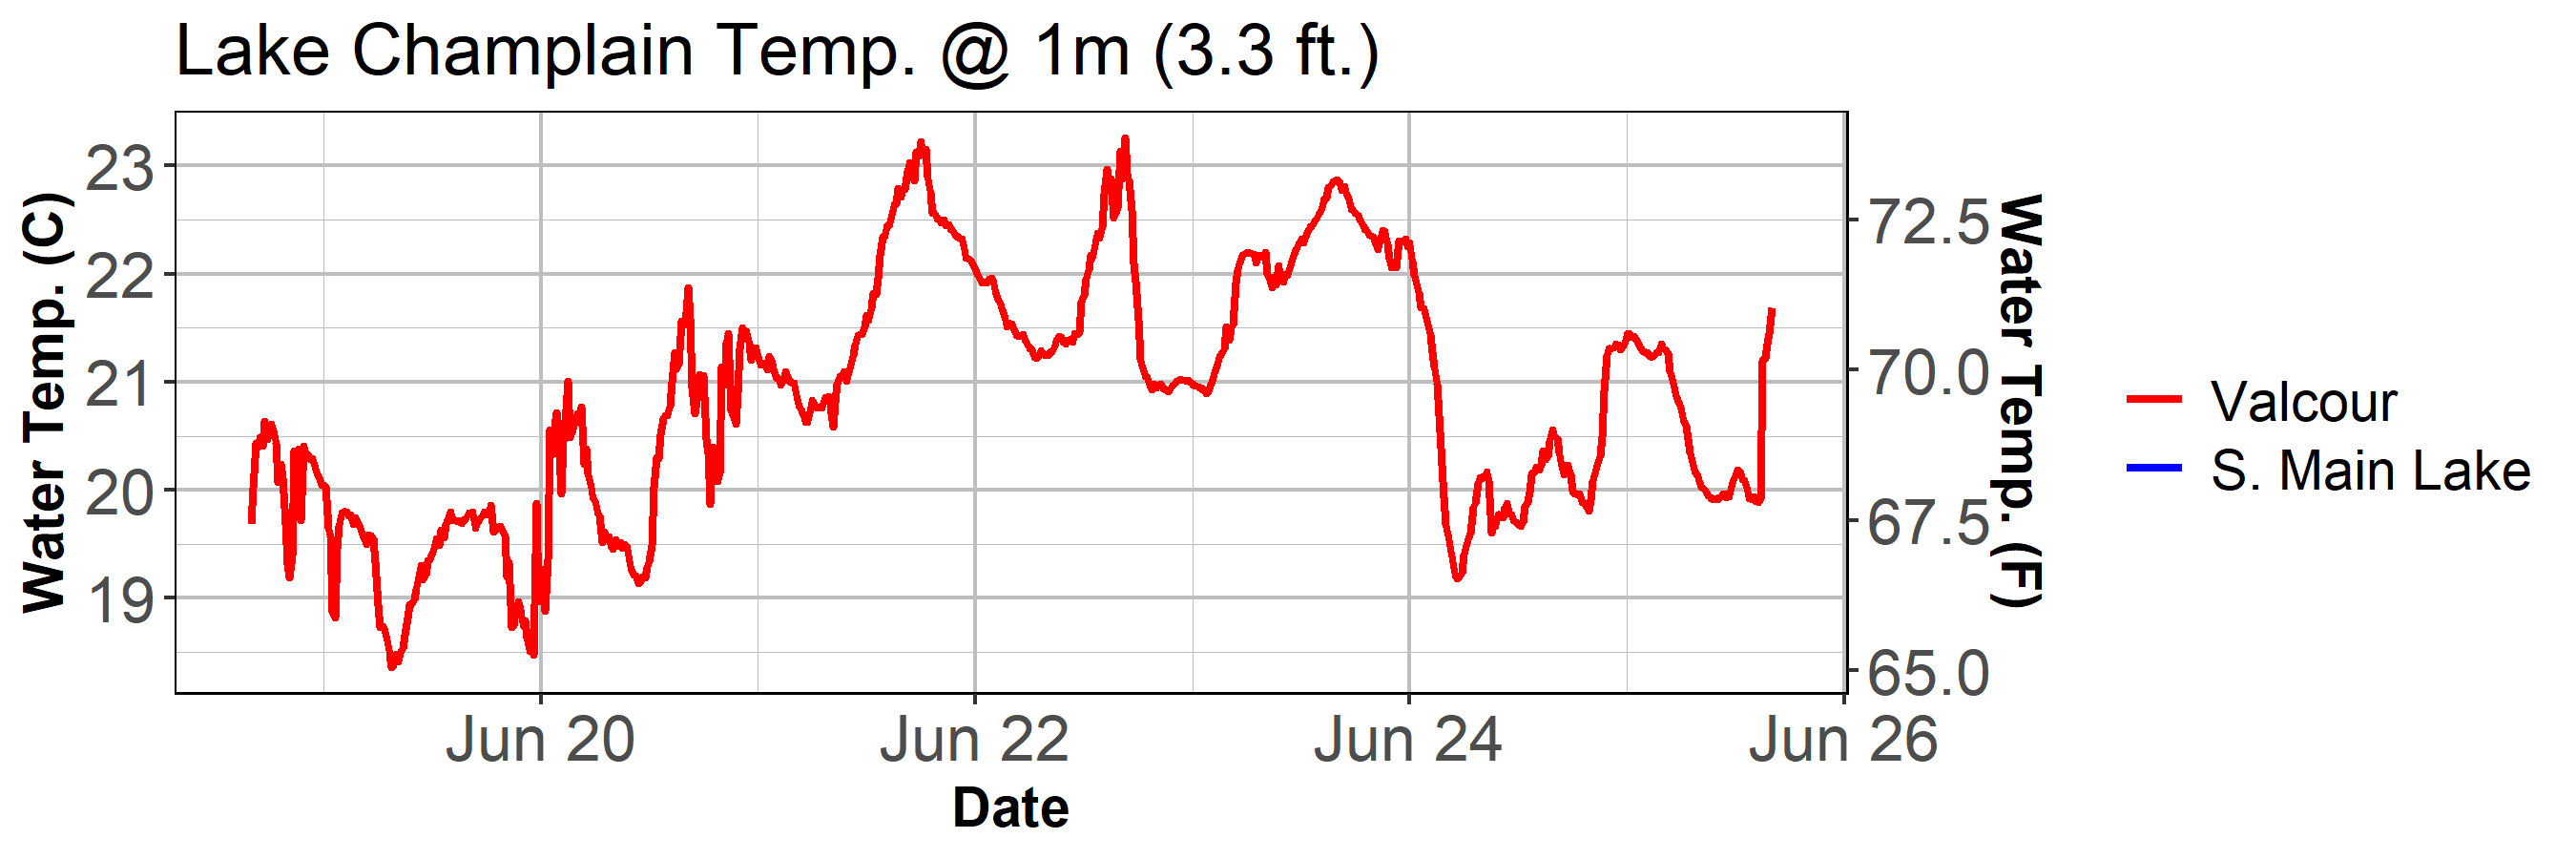 Lake Champlain Temp. @ 1m (3.3 ft.)
Water Temp. (C)
23
22
21
20
19
72.5
70.0
67.5
65.0
Water Temp. (F)
Jun 20
Jun 22
Jun 24
Jun 26
Date
Valcour
S. Main Lake